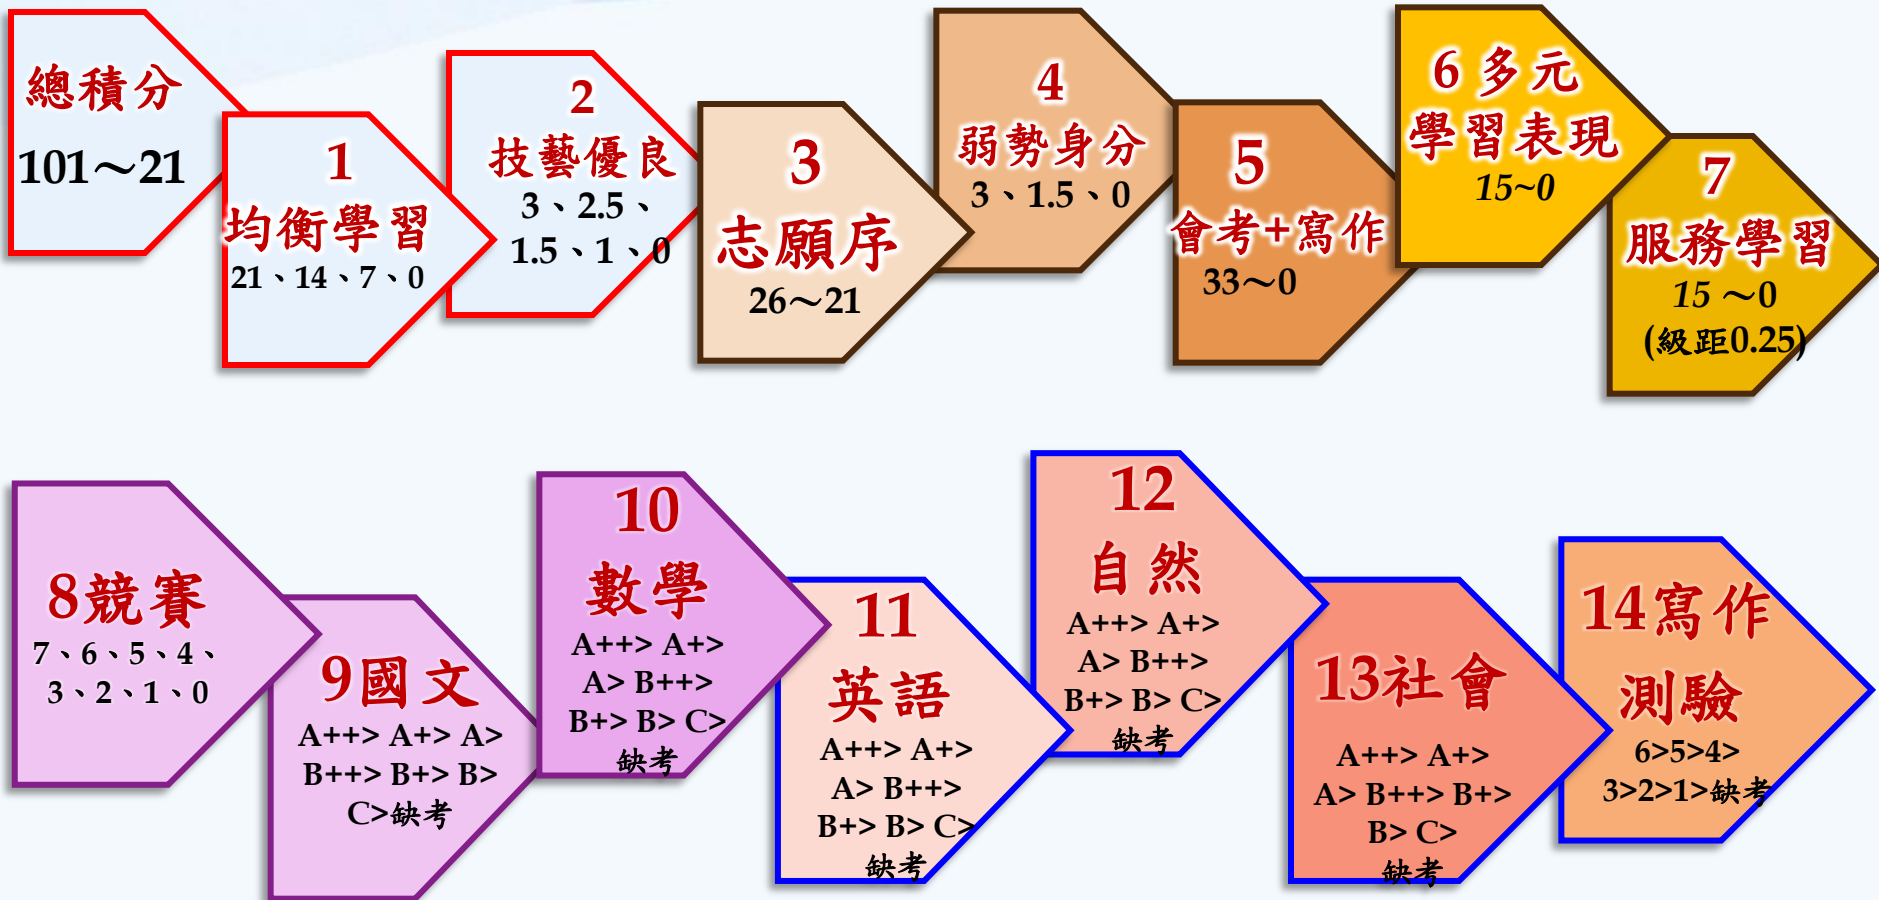 總積分
101～21
1
均衡學習
21、14、7、0
2
技藝優良
3、2.5、
1.5、1、0
3
志願序
26～21
4
弱勢身分
3、1.5、0
5
會考+寫作
33～0
6 多元
學習表現
15~0
7
服務學習
15 ～0
(級距0.25)
8競賽
7、6、5、4、
3、2、1、0
9國文
A++> A+> A>
B++> B+> B>
C>缺考
10
數學
A++> A+>
A> B++>
B+> B> C>
缺考
11
英語
A++> A+>
A> B++>
B+> B> C>
缺考
12
自然
A++> A+>
A> B++>
B+> B> C>
缺考
13社會
A++> A+>
A> B++> B+>
B> C>
缺考
14寫作
測驗
6>5>4>
3>2>1>缺考